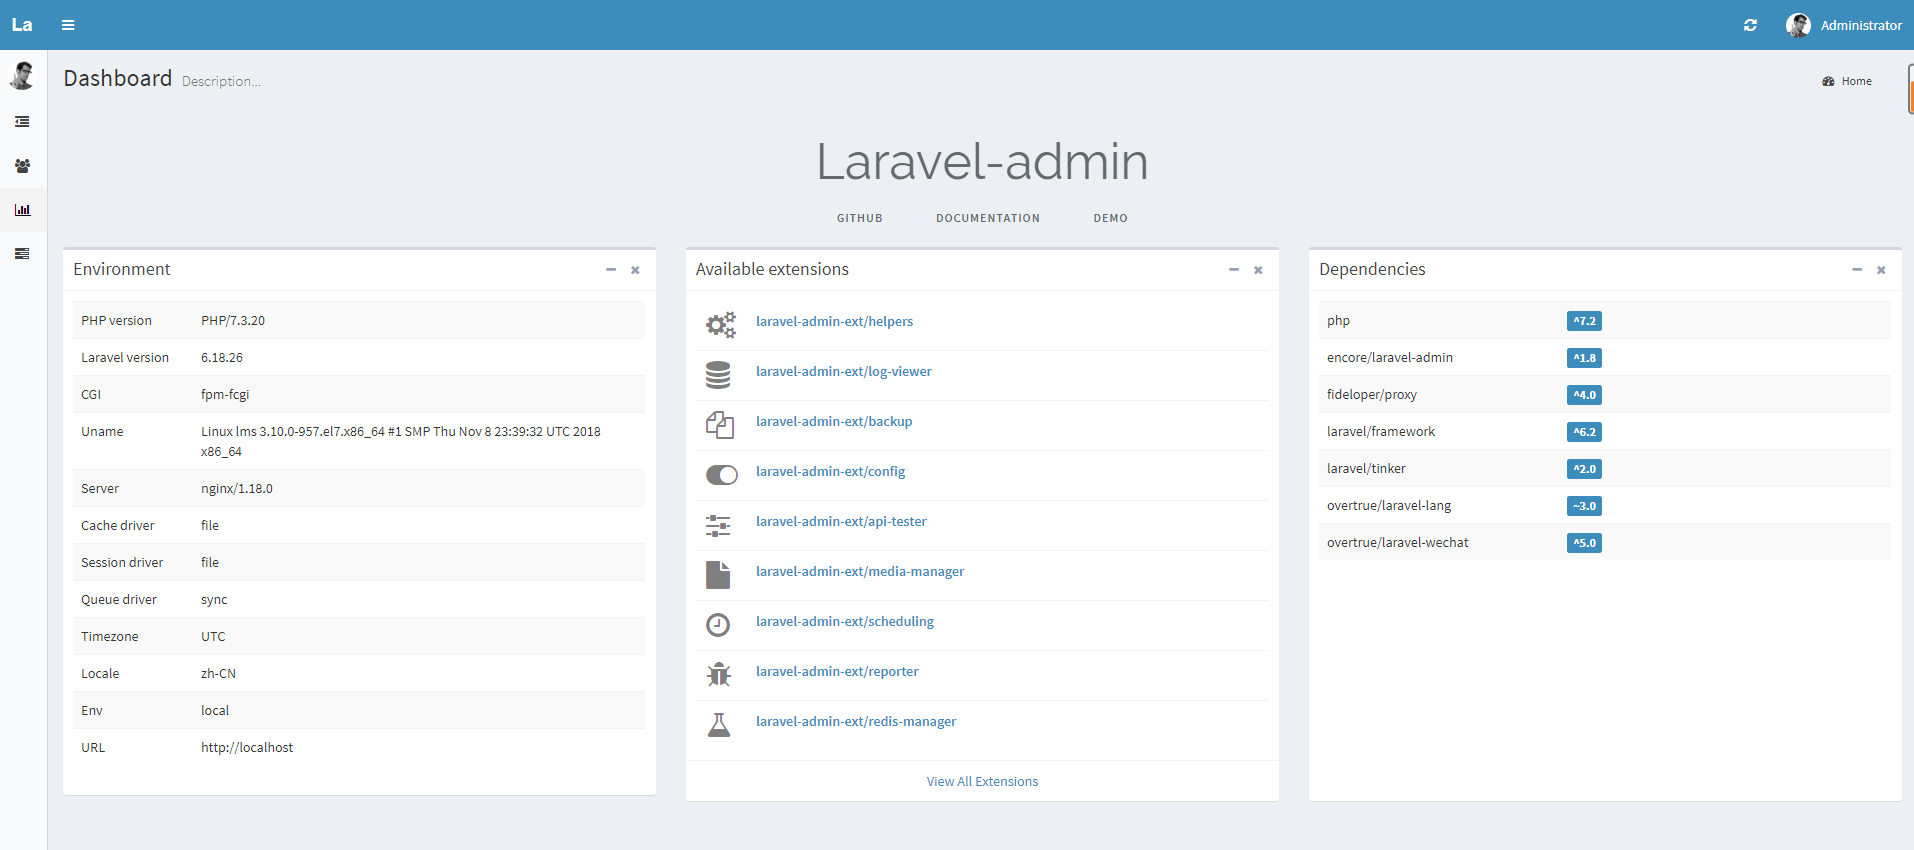 La
Administrator
Dashboard Description...
Home
Laravel-admin
GITHUB DOCUMENTATION DEMO
Environment
PHP version PHP/7.3.20
Laravel version 6.18.26
CGI fpm-fcgi
Uname Linux lms 3.10.0-957.el7.x86_64 #1 SMP Thu Nov 8 23:39:32 UTC 2018
x86_64
Server nginx/1.18.0
Cache driver file
Session driver file
Queue driver sync
Timezone UTC
Locale zh-CN
Env local
URL http://localhost
Available extensions
laravel-admin-ext/helpers
laravel-admin-ext/log-viewer
laravel-admin-ext/backup
laravel-admin-ext/config
laravel-admin-ext/api-tester
laravel-admin-ext/media-manager
laravel-admin-ext/scheduling
laravel-admin-ext/reporter
laravel-admin-ext/redis-manager
View All Extensions
Dependencies
php ^7.2
encore/laravel-admin ^1.8
fideloper/proxy ^4.0
laravel/framework ^6.2
laravel/tinker ^2.0
overtrue/laravel-lang ~3.0
overtrue/laravel-wechat ^5.0